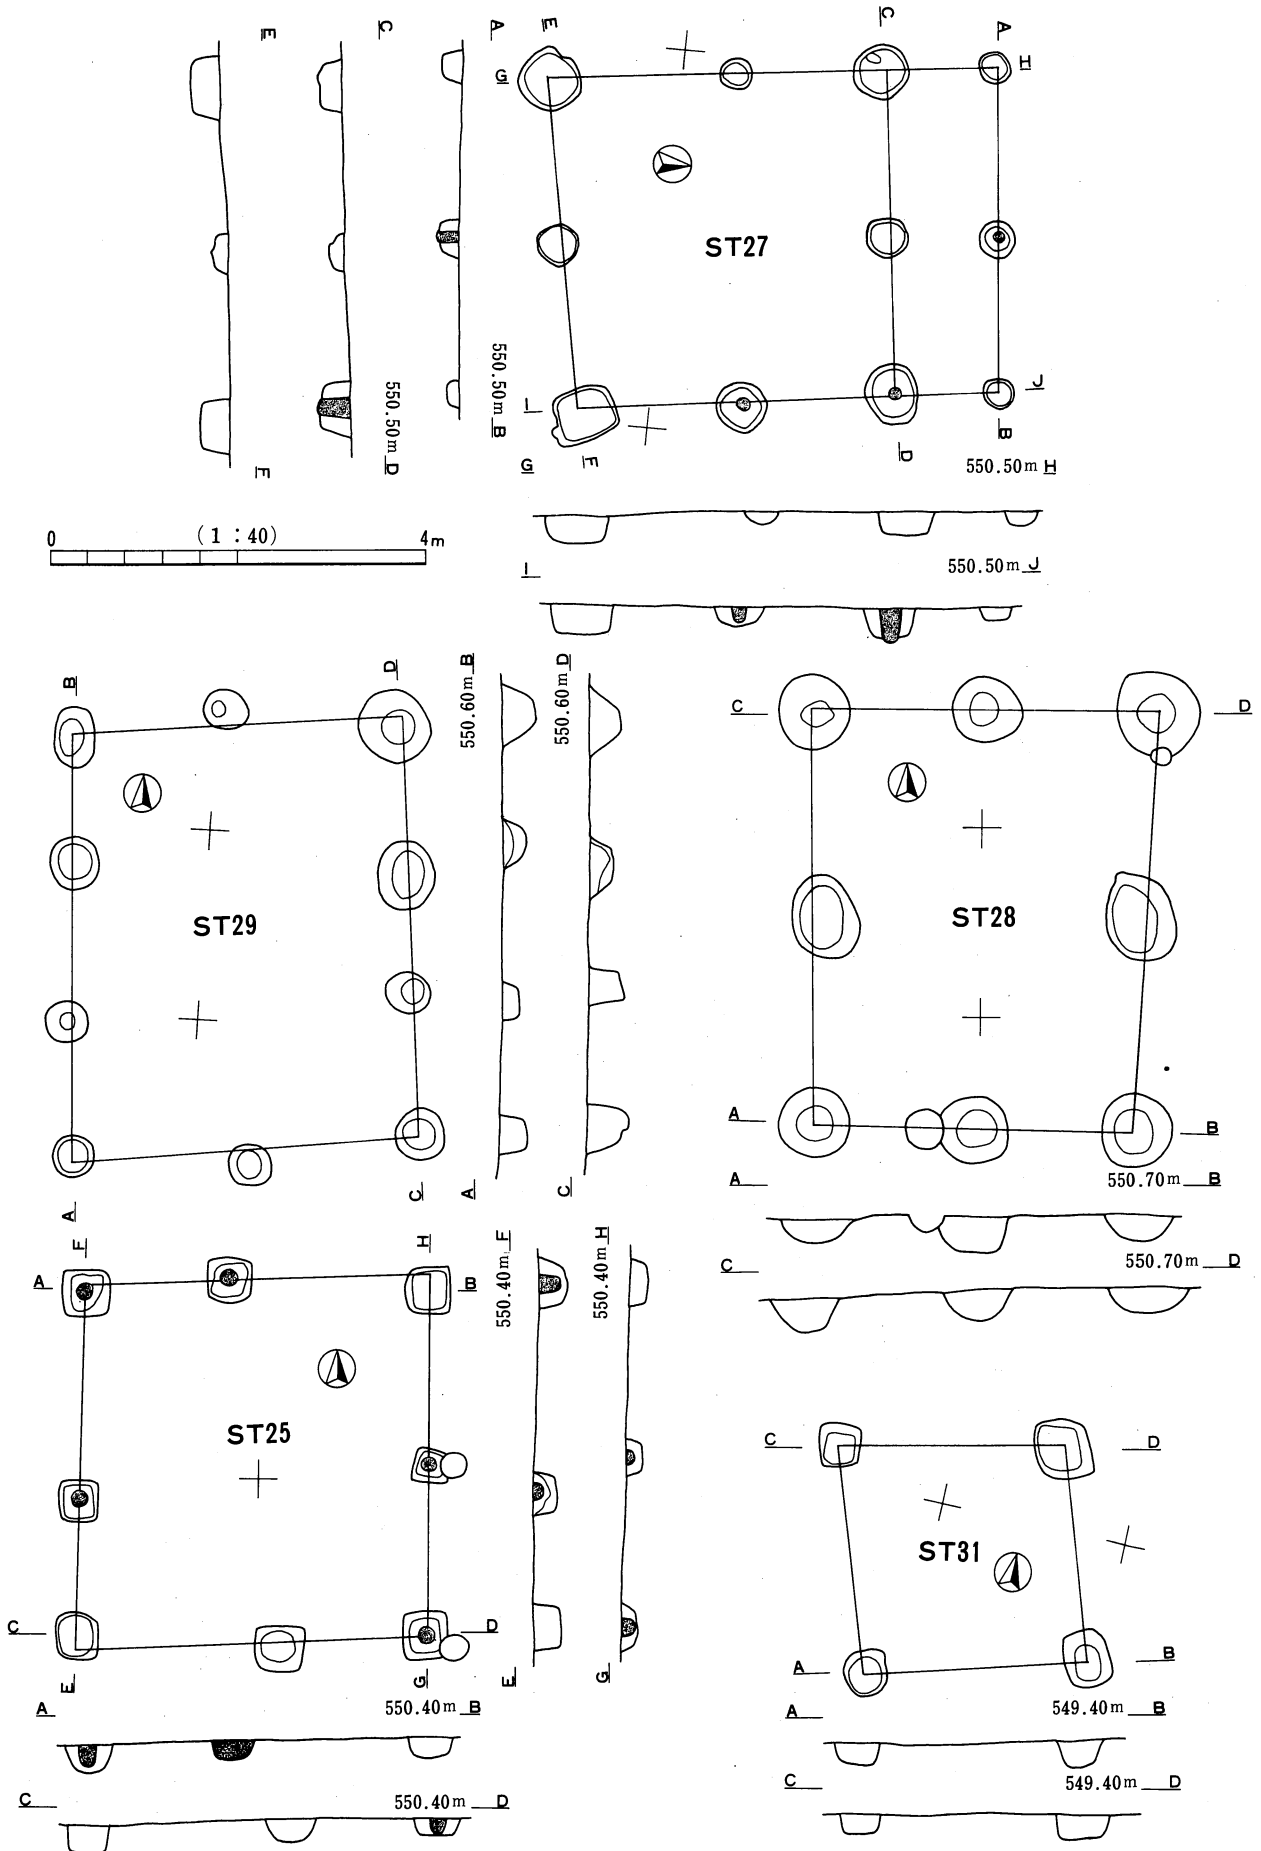 E
C
A
E
C
A
G
H
ST27
550.50m B
550.50m D
I
J
F
F
D
B
G
550.50m H
0 (1:40) 4m
I
550.50m J
B
D
550.60m B
550.60m D
C
D
ST29
ST28
A
B
A
C
A
C
A
550.70m B
C
550.70m D
F
H
550.40m F
550.40m H
A
B
ST25
C
D
E
G
E
G
A
550.40m B
C
550.40m D
C
D
ST31
A
B
A
549.40m B
C
549.40m D